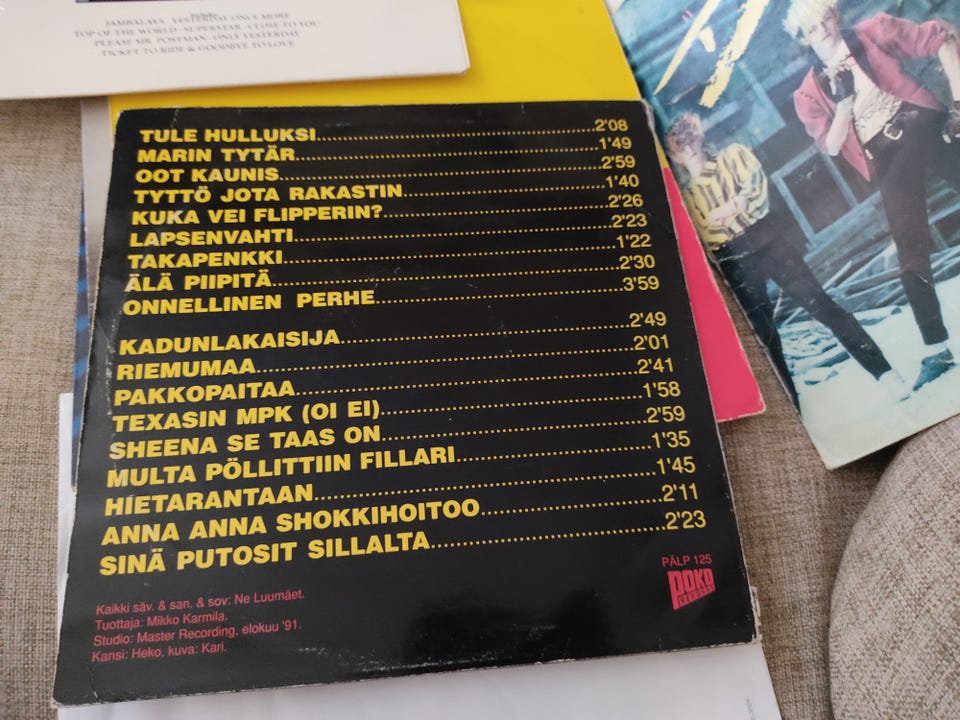 Includes
JAMBALAYA · YESTERDAY ONCE MORE
TOP OF THE WORLD · SUPERSTAR · CLOSE TO YOU
PLEASE MR. POSTMAN · ONLY YESTERDAY
TICKET TO RIDE & GOODBYE TO LOVE
TULE HULLUKSI 2'08
MARIN TYTÄR 1'49
OOT KAUNIS 2'59
TYTTÖ JOTA RAKASTIN 1'40
KUKA VEI FLIPPERIN? 2'26
LAPSENVAHTI 2'23
TAKAPENKKI 1'22
ÄLÄ PIIPITÄ 2'30
ONNELLINEN PERHE 3'59
KADUNLAKAISIJA 2'49
RIEMUMAA 2'01
PAKKOPAITAA 2'41
TEXASIN MPK (OI EI) 1'58
SHEENA SE TAAS ON 2'59
MULTA PÖLLITTIIN FILLARI 1'35
HIETARANTAAN 1'45
ANNA ANNA SHOKKIHOITOO 2'11
SINÄ PUTOSIT SILLALTA 2'23
PÄLP 125
POKO
REKORDS
Kaikki säv. & san. & sov: Ne Luumäet.
Tuottaja: Mikko Karmila.
Studio: Master Recording, elokuu '91.
Kansi: Heko, kuva: Kari.